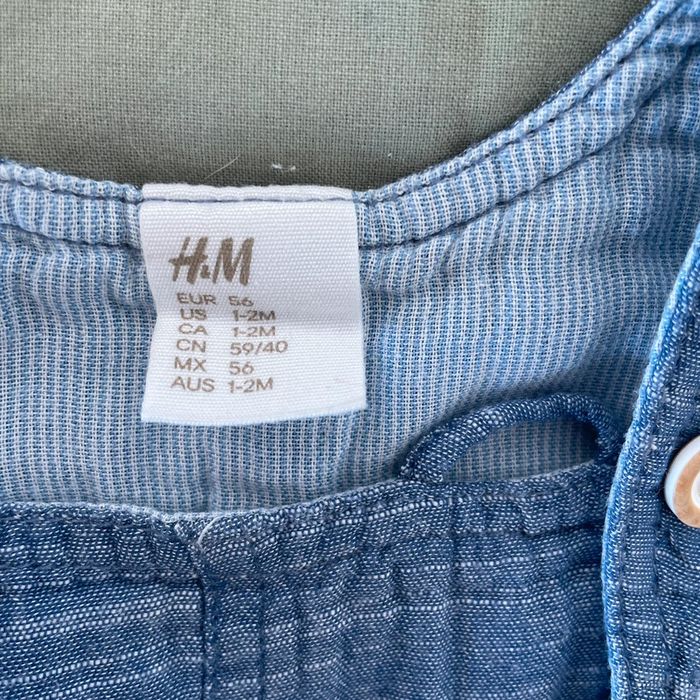 H&M
EUR 56
US 1-2M
CA 1-2M
CN 59/40
MX 56
AUS 1-2M